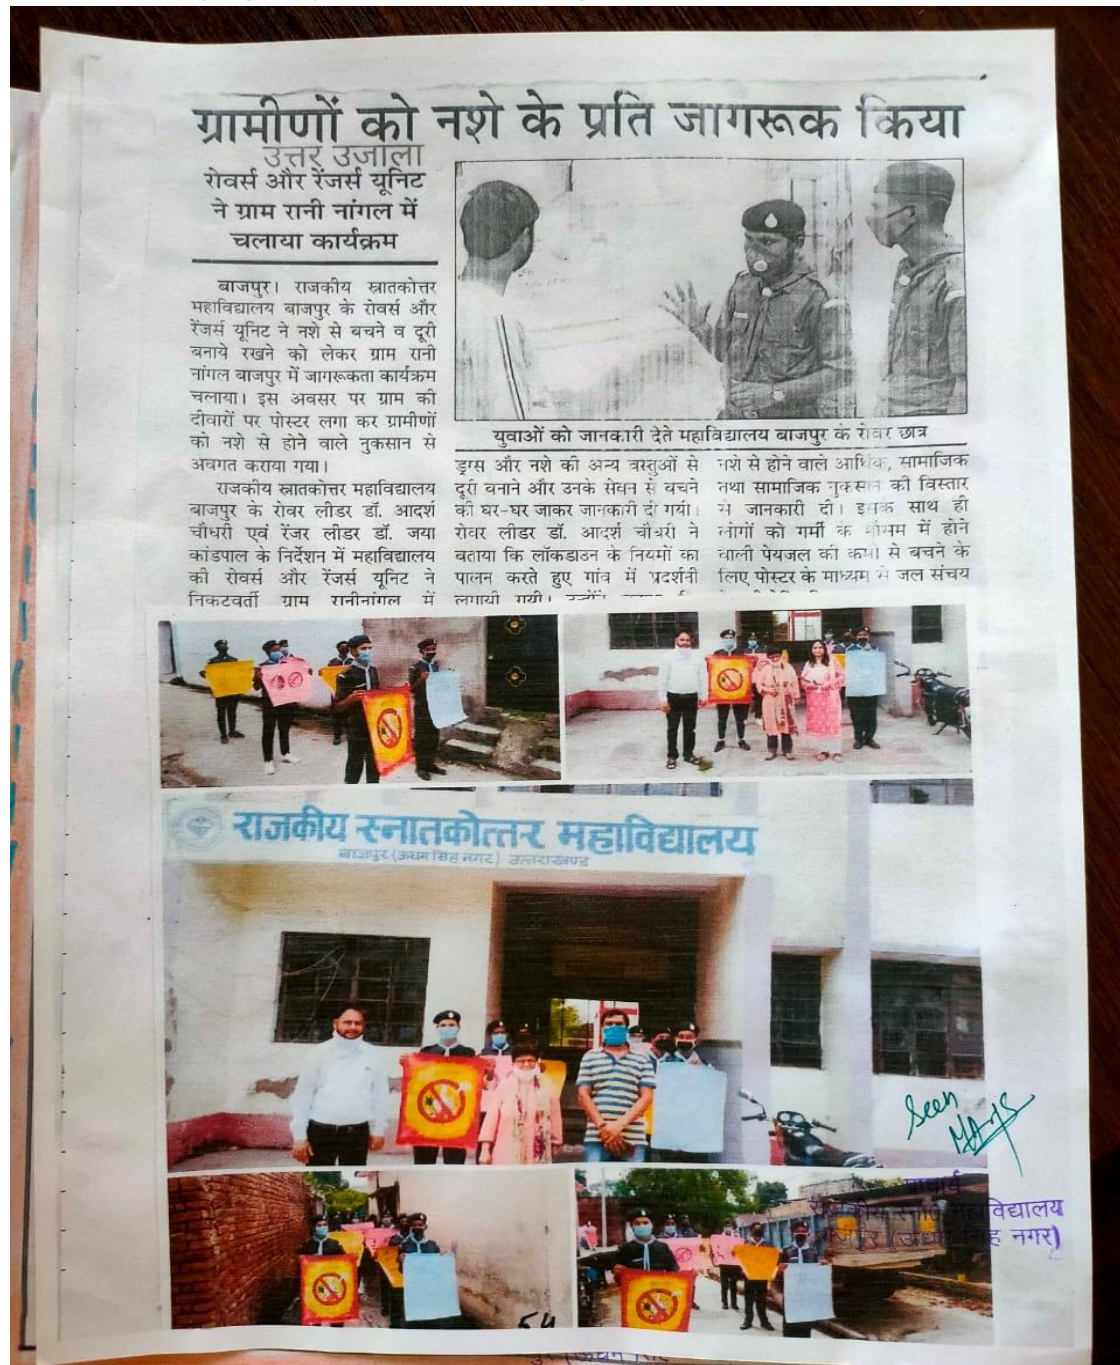 ग्रामीणों को नशे के प्रति जागरूक किया
उत्तर उजाला
रोवर्स और रेंजर्स यूनिट
ने ग्राम रानी नांगल में
चलाया कार्यक्रम
बाजपुर। राजकीय स्नातकोत्तर
महाविद्यालय बाजपुर के रोवर्स और
रेंजर्स यूनिट ने नशे से बचने व दूरी
बनाये रखने को लेकर ग्राम रानी
नांगल बाजपुर में जागरूकता कार्यक्रम
चलाया। इस अवसर पर ग्राम की
दीवारों पर पोस्टर लगा कर ग्रामीणों
को नशे से होने वाले नुकसान से
अवगत कराया गया।
राजकीय स्नातकोत्तर महाविद्यालय
बाजपुर के रोवर लीडर डॉ. आदर्श
चौधरी एवं रेंजर लीडर डॉ. जया
कांडपाल के निर्देशन में महाविद्यालय
की रोवर्स और रेंजर्स यूनिट ने
निकटवर्ती ग्राम रानीनांगल में
युवाओं को जानकारी देते महाविद्यालय बाजपुर के रोवर छात्र
ड्रग्स और नशे की अन्य वस्तुओं से
दूरी बनाने और उनके सेवन से बचने
की घर-घर जाकर जानकारी दी गयी।
रोवर लीडर डॉ. आदर्श चौधरी ने
बताया कि लॉकडाउन के नियमों का
पालन करते हुए गांव में प्रदर्शनी
लगायी गयी।
नशे से होने वाले आर्थिक, सामाजिक
तथा सामाजिक नुकसान की विस्तार
से जानकारी दी। इसके साथ ही
लोगों को गर्मी के मौसम में होने
वाली पेयजल की कमी से बचने के
लिए पोस्टर के माध्यम से जल संचय
राजकीय स्नातकोत्तर महाविद्यालय
बाजपुर (ऊधम सिंह नगर) उत्तराखण्ड
Seen
महाविद्यालय
नगर)
54